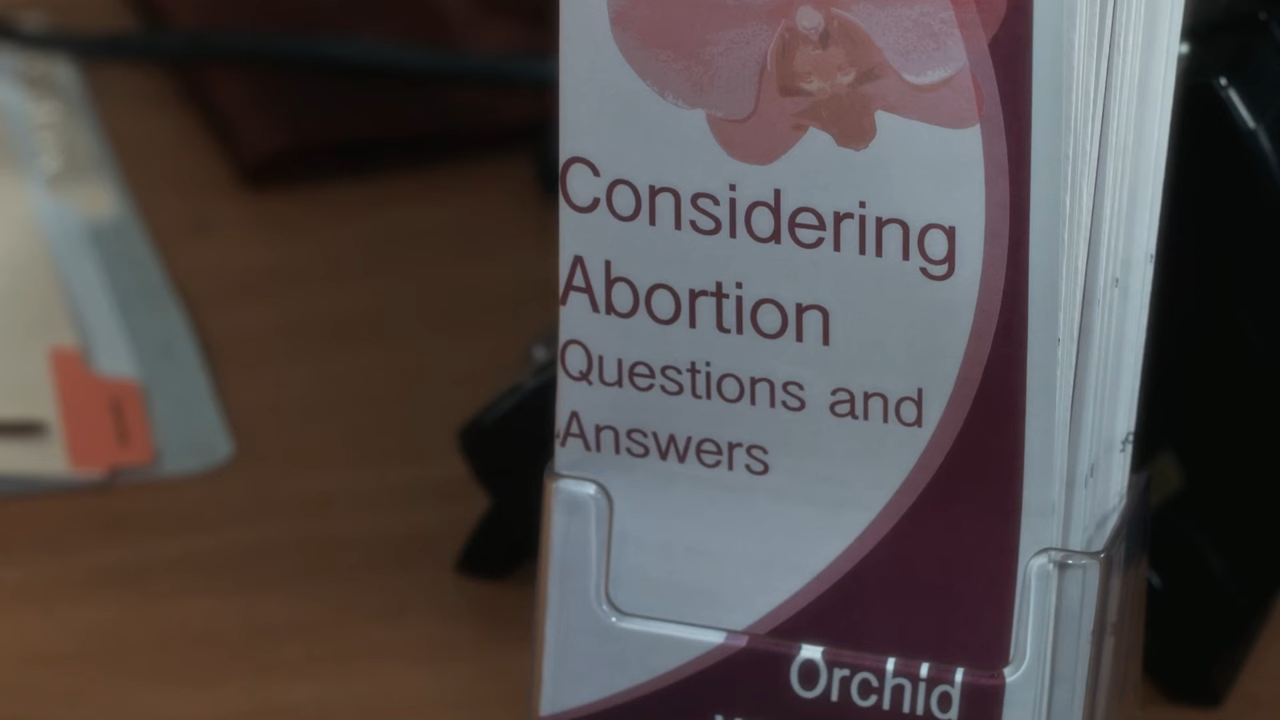 Considering
Abortion
Questions and
Answers
Orchid